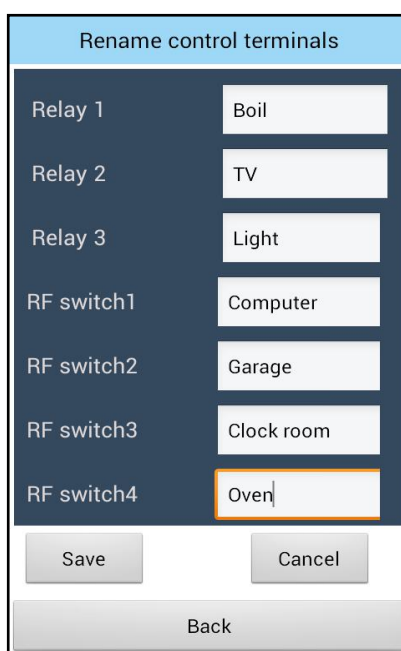 Rename control terminals
Relay 1 Boil
Relay 2 TV
Relay 3 Light
RF switch1 Computer
RF switch2 Garage
RF switch3 Clock room
RF switch4 Oven
Save Cancel
Back